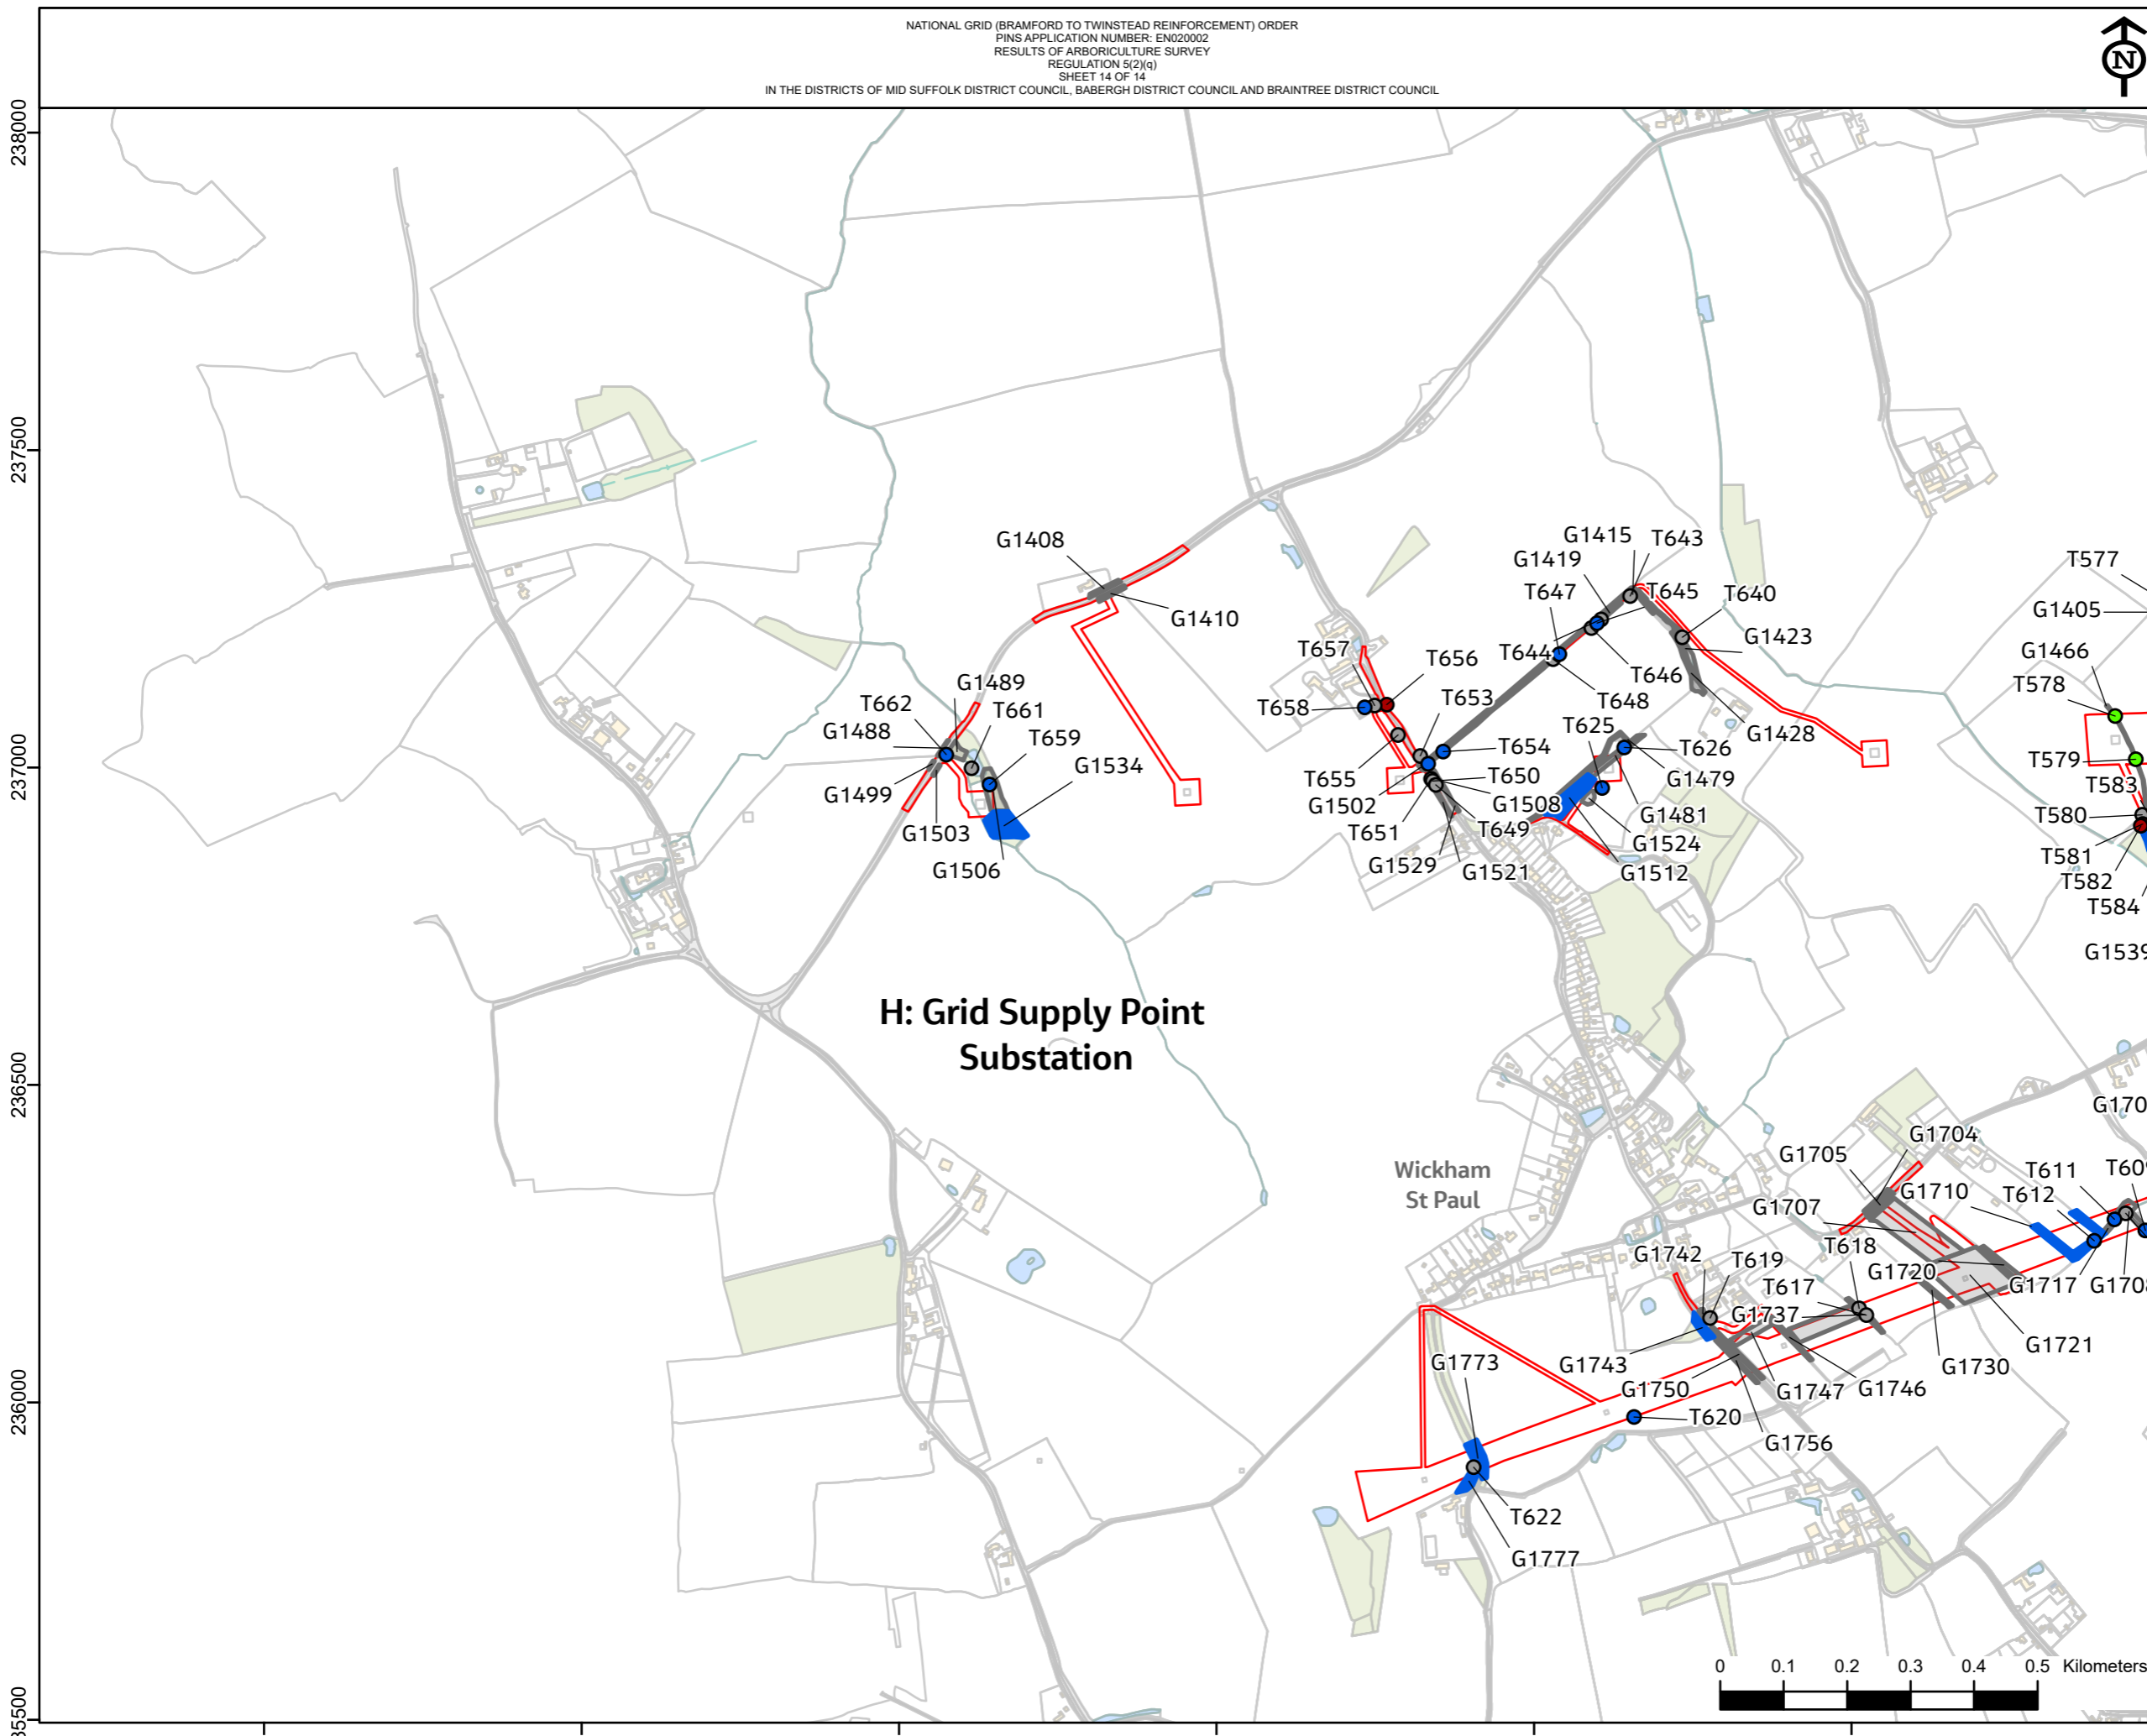 NATIONAL GRID (BRAMFORD TO TWINSTEAD REINFORCEMENT) ORDER
PINS APPLICATION NUMBER: EN020002
RESULTS OF ARBORICULTURE SURVEY
REGULATION 5(2)(q)
SHEET 14 OF 14
IN THE DISTRICTS OF MID SUFFOLK DISTRICT COUNCIL, BABERGH DISTRICT COUNCIL AND BRAINTREE DISTRICT COUNCIL
N
238000
237500
237000
236500
236000
G1408
G1410
G1415
T643
G1419
T647
T645
T640
T644
G1423
T646
T648
G1428
T577
G1405
G1466
T578
T579
T583
T580
T581
T582
T584
T657
T656
T658
T653
T625
T626
T654
T655
T650
G1479
G1502
G1508
G1481
T651
T649
G1524
G1529
G1521
G1512
G1489
T662
T661
G1488
T659
G1534
G1499
G1503
G1506
H: Grid Supply Point
Substation
Wickham
St Paul
G1704
G1705
T611
G1710
T612
G1707
T618
G1742
T619
G1720
T617
G1717
G1737
G1721
G1743
G1730
G1773
G1750
G1747
G1746
T620
G1756
T622
G1777
0 0.1 0.2 0.3 0.4 0.5 Kilometers